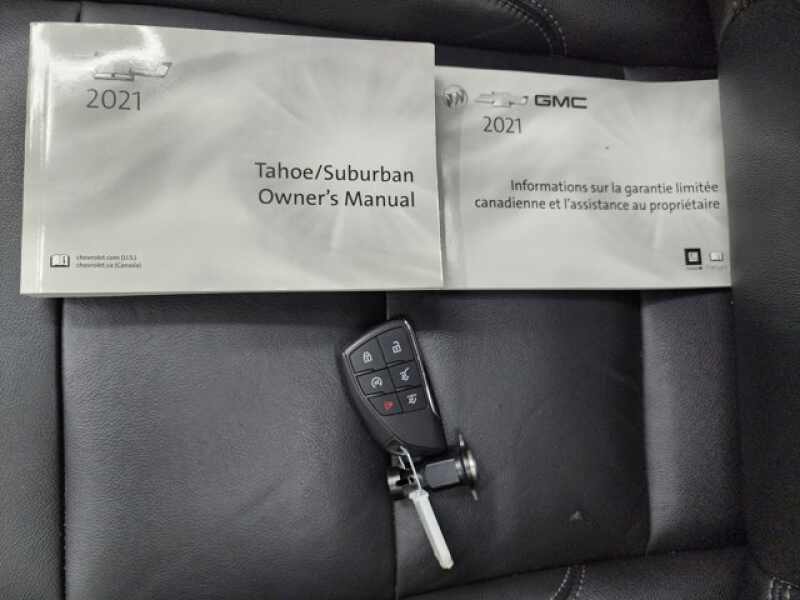 2021
Tahoe/Suburban
Owner's Manual
chevrolet.com (U.S.)
chevrolet.ca (Canada)
GMC
2021
Informations sur la garantie limitée
canadienne et l'assistance au propriétaire